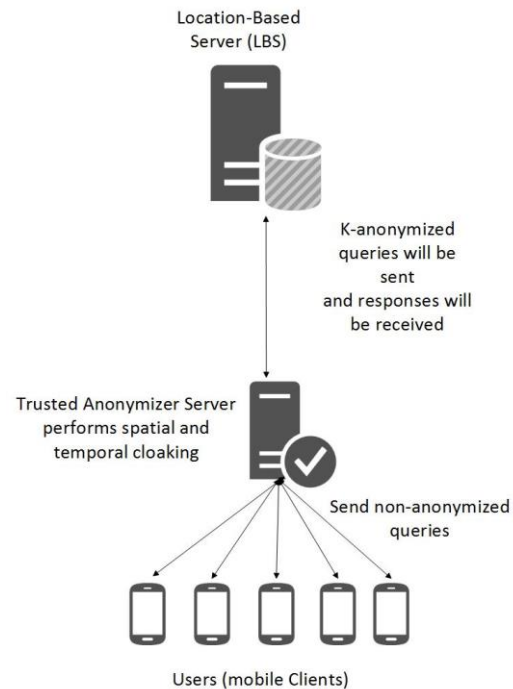 Location-Based
Server (LBS)
K-anonymized
queries will be
sent
and responses will
be received
Trusted Anonymizer Server
performs spatial and
temporal cloaking
Send non-anonymized
queries
Users (mobile Clients)